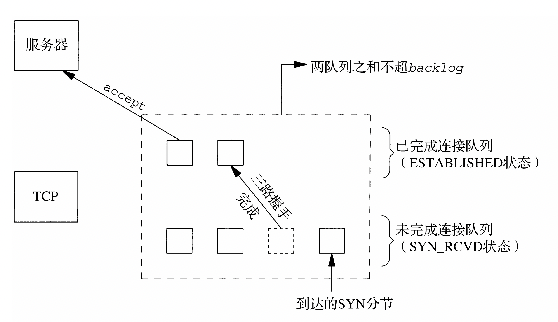 服务器
两队列之和不超backlog
accept
已完成连接队列
（ESTABLISHED状态）
三路握手
完成
TCP
未完成连接队列
（SYN_RCVD状态）
到达的SYN分节